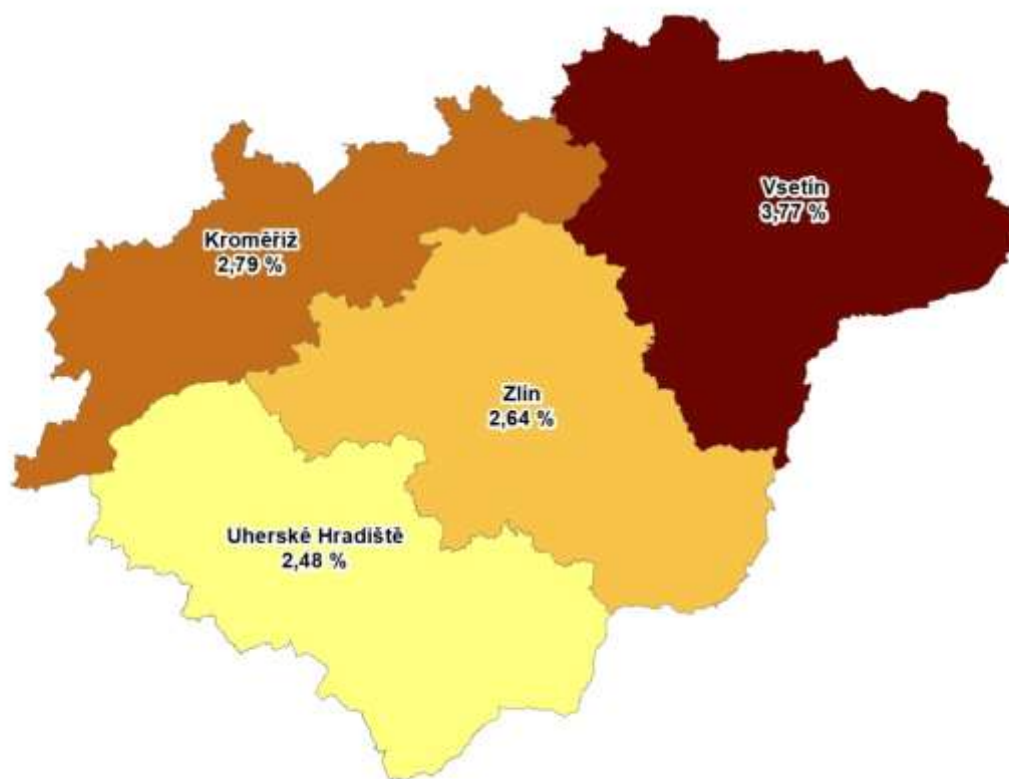 Vsetín
3,77 %
Kroměříž
2,79 %
Zlín
2,64 %
Uherské Hradiště
2,48 %